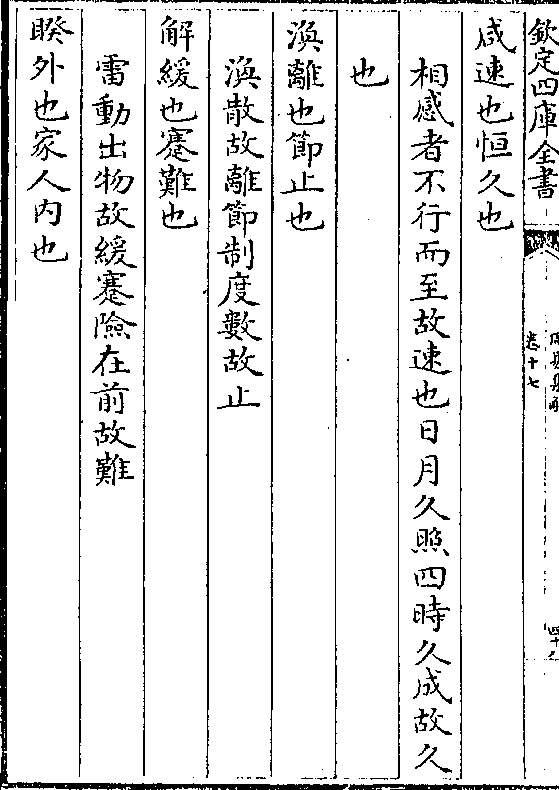 欽定四庫全書
卷十七
咸速也恒久也
相感者不行而至故速也日月久照四時久成故久
也
渙離也節止也
渙散故離節制度數故止
解緩也蹇難也
雷動出物故緩蹇險在前故難
睽外也家人内也